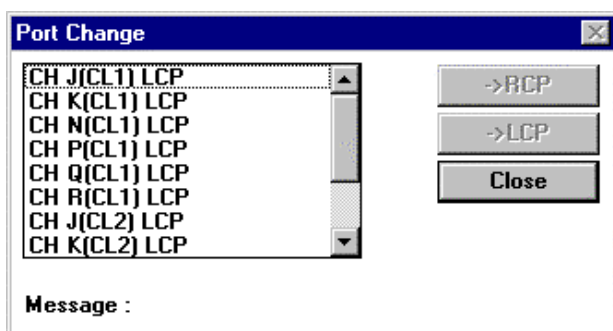 Port Change
CH J(CL1) LCP
CH K(CL1) LCP
CH N(CL1) LCP
CH P(CL1) LCP
CH Q(CL1) LCP
CH R(CL1) LCP
CH J(CL2) LCP
CH K(CL2) LCP
->RCP
->LCP
Close
Message :